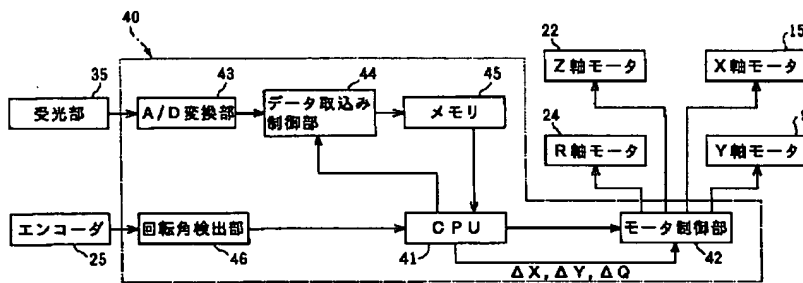 40
22
15
Z軸モータ
X軸モータ
35
43
44
45
受光部
A/D変換部
データ取込み
制御部
メモリ
24
R軸モータ
Y軸モータ
エンコーダ
回転角検出部
CPU
モータ制御部
25
46
41
42
ΔX,ΔY,ΔQ